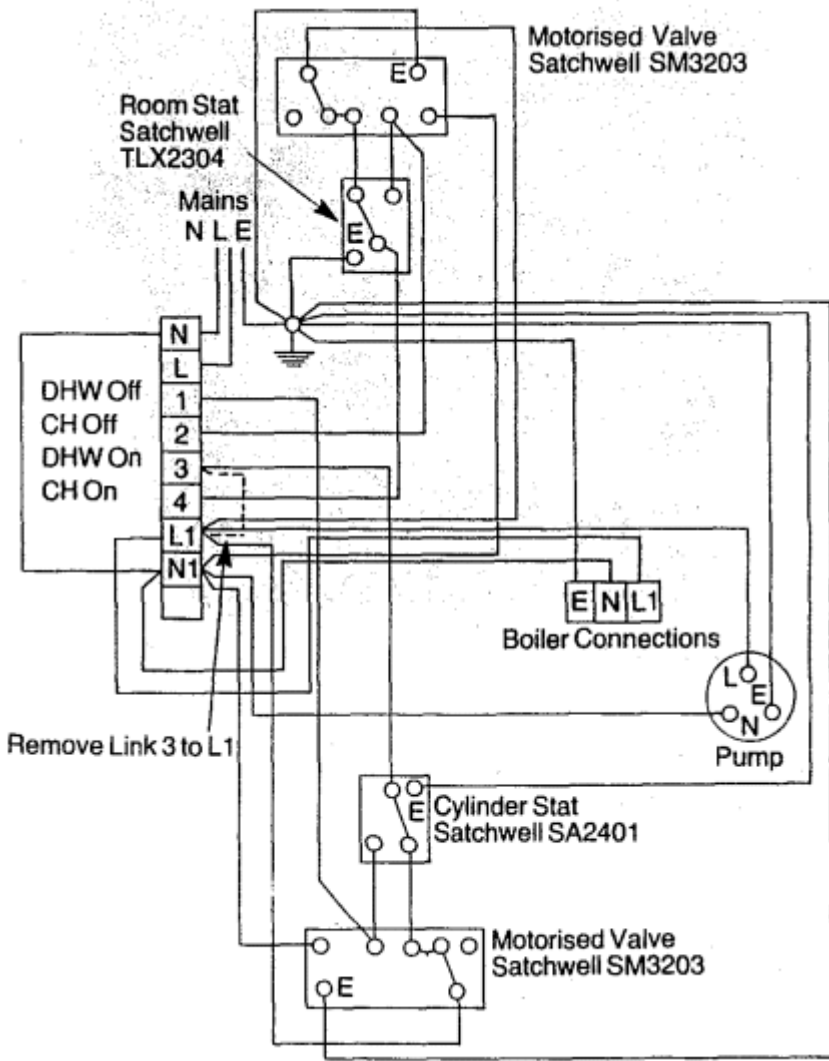 Motorised Valve
Satchwell SM3203
E
Room Stat
Satchwell
TLX2304
Mains
N L E
E
N
L
DHW Off
1
CH Off
2
DHW On
3
CH On
4
L1
N1
E N L1
Boiler Connections
L
E
N
Pump
Remove Link 3 to L1
E
Cylinder Stat
Satchwell SA2401
Motorised Valve
Satchwell SM3203
E